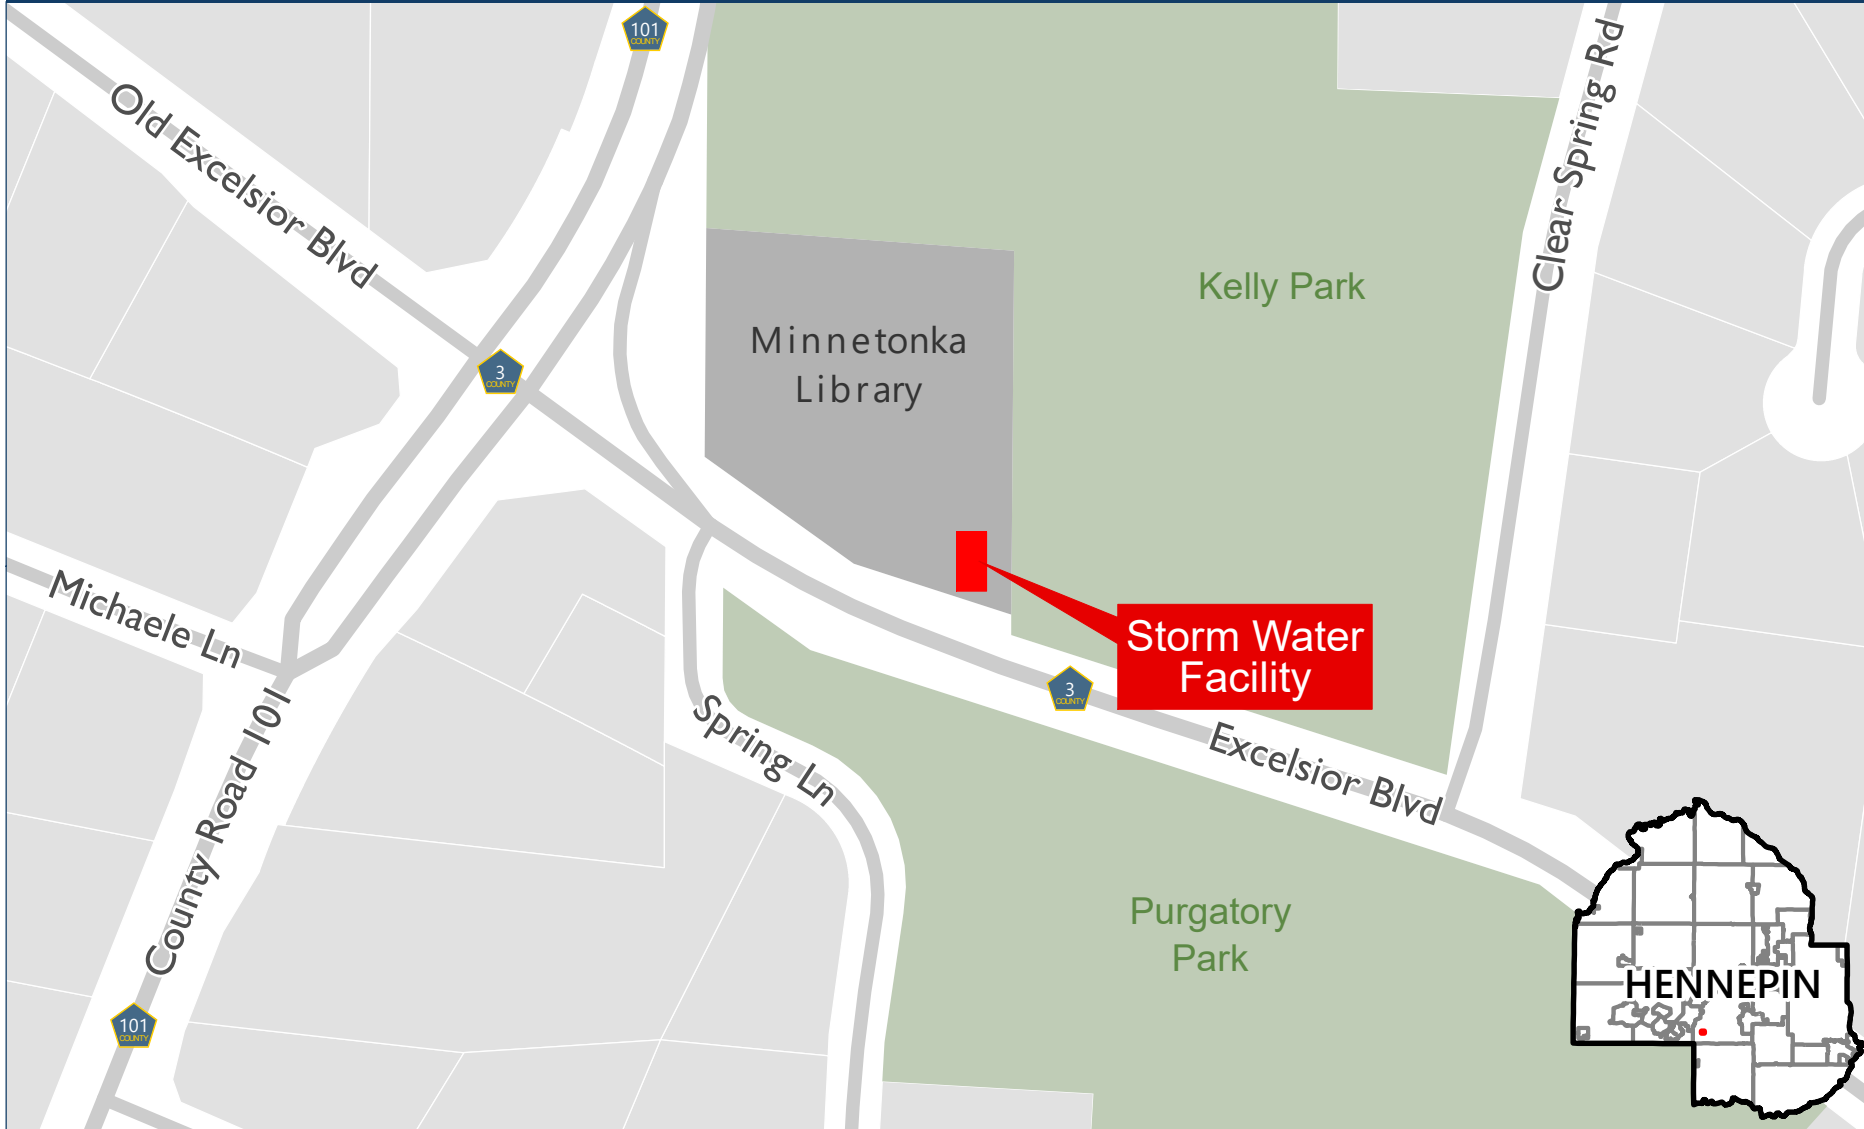 101
COUNTY
Old Excelsior Blvd
Clear Spring Rd
Kelly Park
Minnetonka
Library
3
COUNTY
Michaele Ln
Storm Water
Facility
3
COUNTY
County Road 101
Spring Ln
Excelsior Blvd
Purgatory
Park
HENNEPIN
101
COUNTY